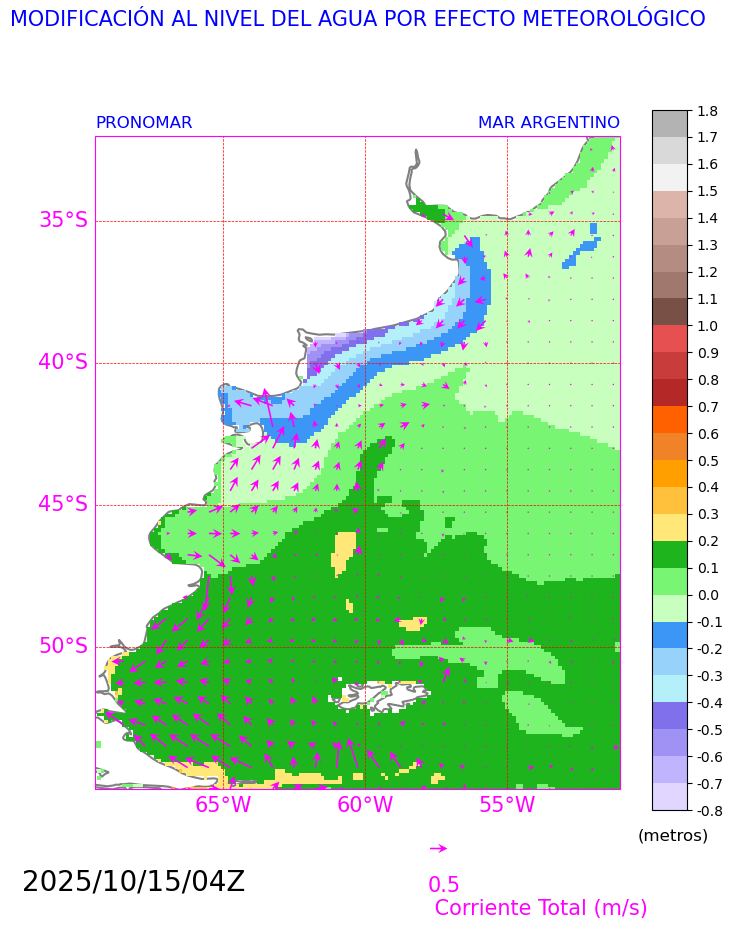 MODIFICACIÓN AL NIVEL DEL AGUA POR EFECTO METEOROLÓGICO
PRONOMAR MAR ARGENTINO
35°S
40°S
45°S
50°S
65°W 60°W 55°W
1.8
1.7
1.6
1.5
1.4
1.3
1.2
1.1
1.0
0.9
0.8
0.7
0.6
0.5
0.4
0.3
0.2
0.1
0.0
-0.1
-0.2
-0.3
-0.4
-0.5
-0.6
-0.7
-0.8
(metros)
2025/10/15/04Z
0.5
Corriente Total (m/s)